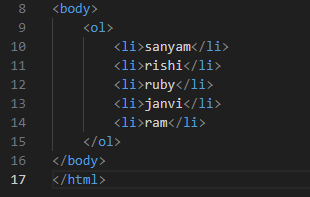 8 <body>
9     <ol>
10         <li>sanyam</li>
11         <li>rishi</li>
12         <li>ruby</li>
13         <li>janvi</li>
14         <li>ram</li>
15     </ol>
16 </body>
17 </html>